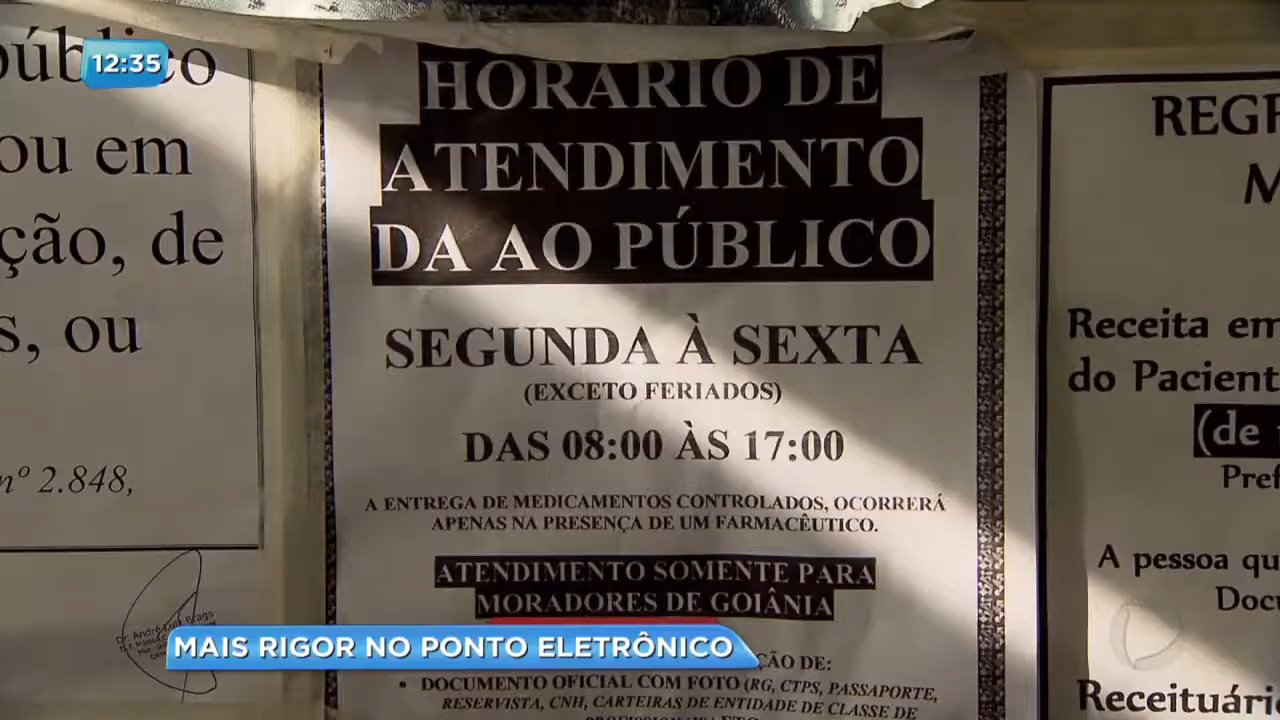 12:35
ou em
ção, de
s, ou
nº 2.848,
HORÁRIO DE
ATENDIMENTO
DA AO PÚBLICO
SEGUNDA À SEXTA
(EXCETO FERIADOS)
DAS 08:00 ÀS 17:00
A ENTREGA DE MEDICAMENTOS CONTROLADOS, OCORRERÁ
APENAS NA PRESENÇA DE UM FARMACÊUTICO.
ATENDIMENTO SOMENTE PARA
MORADORES DE GOIÂNIA
ÇÃO DE:
• DOCUMENTO OFICIAL COM FOTO (RG, CTPS, PASSAPORTE,
RESERVISTA, CNH, CARTEIRAS DE ENTIDADE DE CLASSE DE
Receita em
do Pacient
(de
Pref
A pessoa qu
Docu
Receituári
MAIS RIGOR NO PONTO ELETRÔNICO